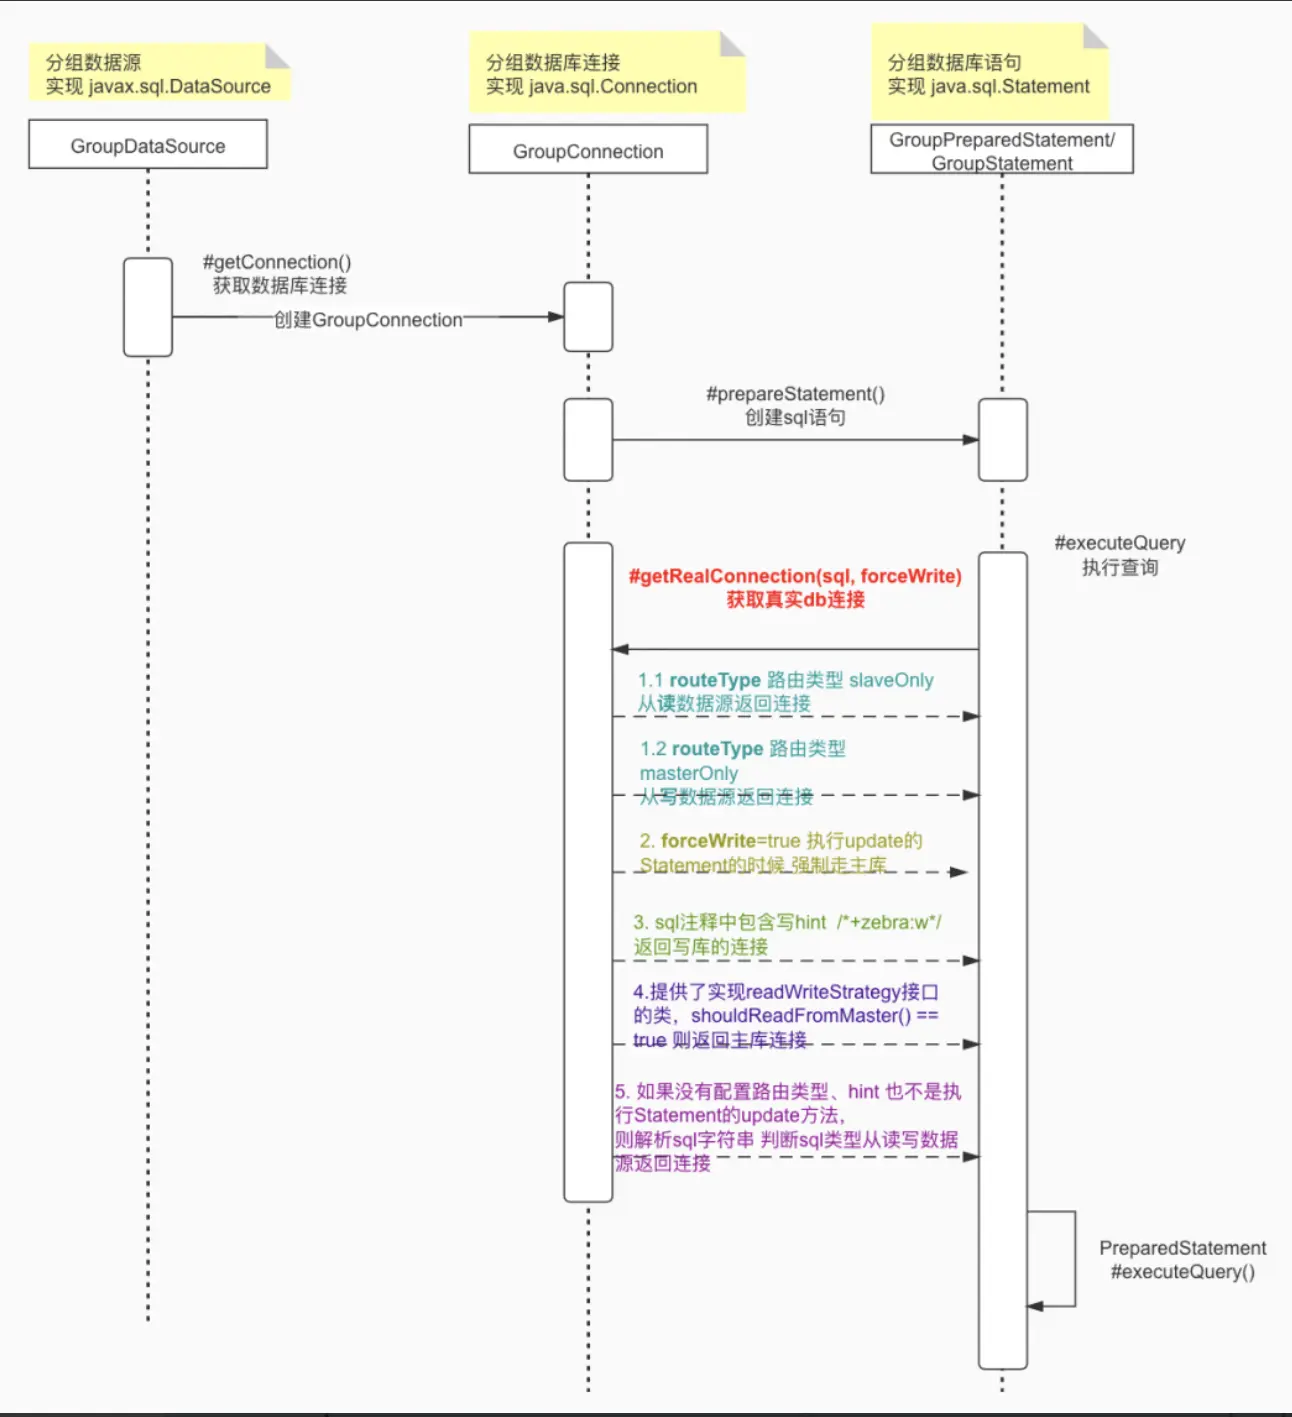 分组数据源
实现 javax.sql.DataSource
分组数据库连接
实现 java.sql.Connection
分组数据库语句
实现 java.sql.Statement
GroupDataSource
GroupConnection
GroupPreparedStatement/
GroupStatement
#getConnection()
获取数据库连接
创建GroupConnection
#prepareStatement()
创建sql语句
#executeQuery
执行查询
#getRealConnection(sql, forceWrite)
获取真实db连接
1.1 routeType 路由类型 slaveOnly
从读数据源返回连接
1.2 routeType 路由类型
masterOnly
从写数据源返回连接
2. forceWrite=true 执行update的
Statement的时候 强制走主库
3. sql注释中包含写hint /*+zebra:w*/
返回写库的连接
4.提供了实现readWriteStrategy接口
的类，shouldReadFromMaster() ==
true 则返回主库连接
5. 如果没有配置路由类型、hint 也不是执
行Statement的update方法，
则解析sql字符串 判断sql类型从读写数据
源返回连接
PreparedStatement
#executeQuery()